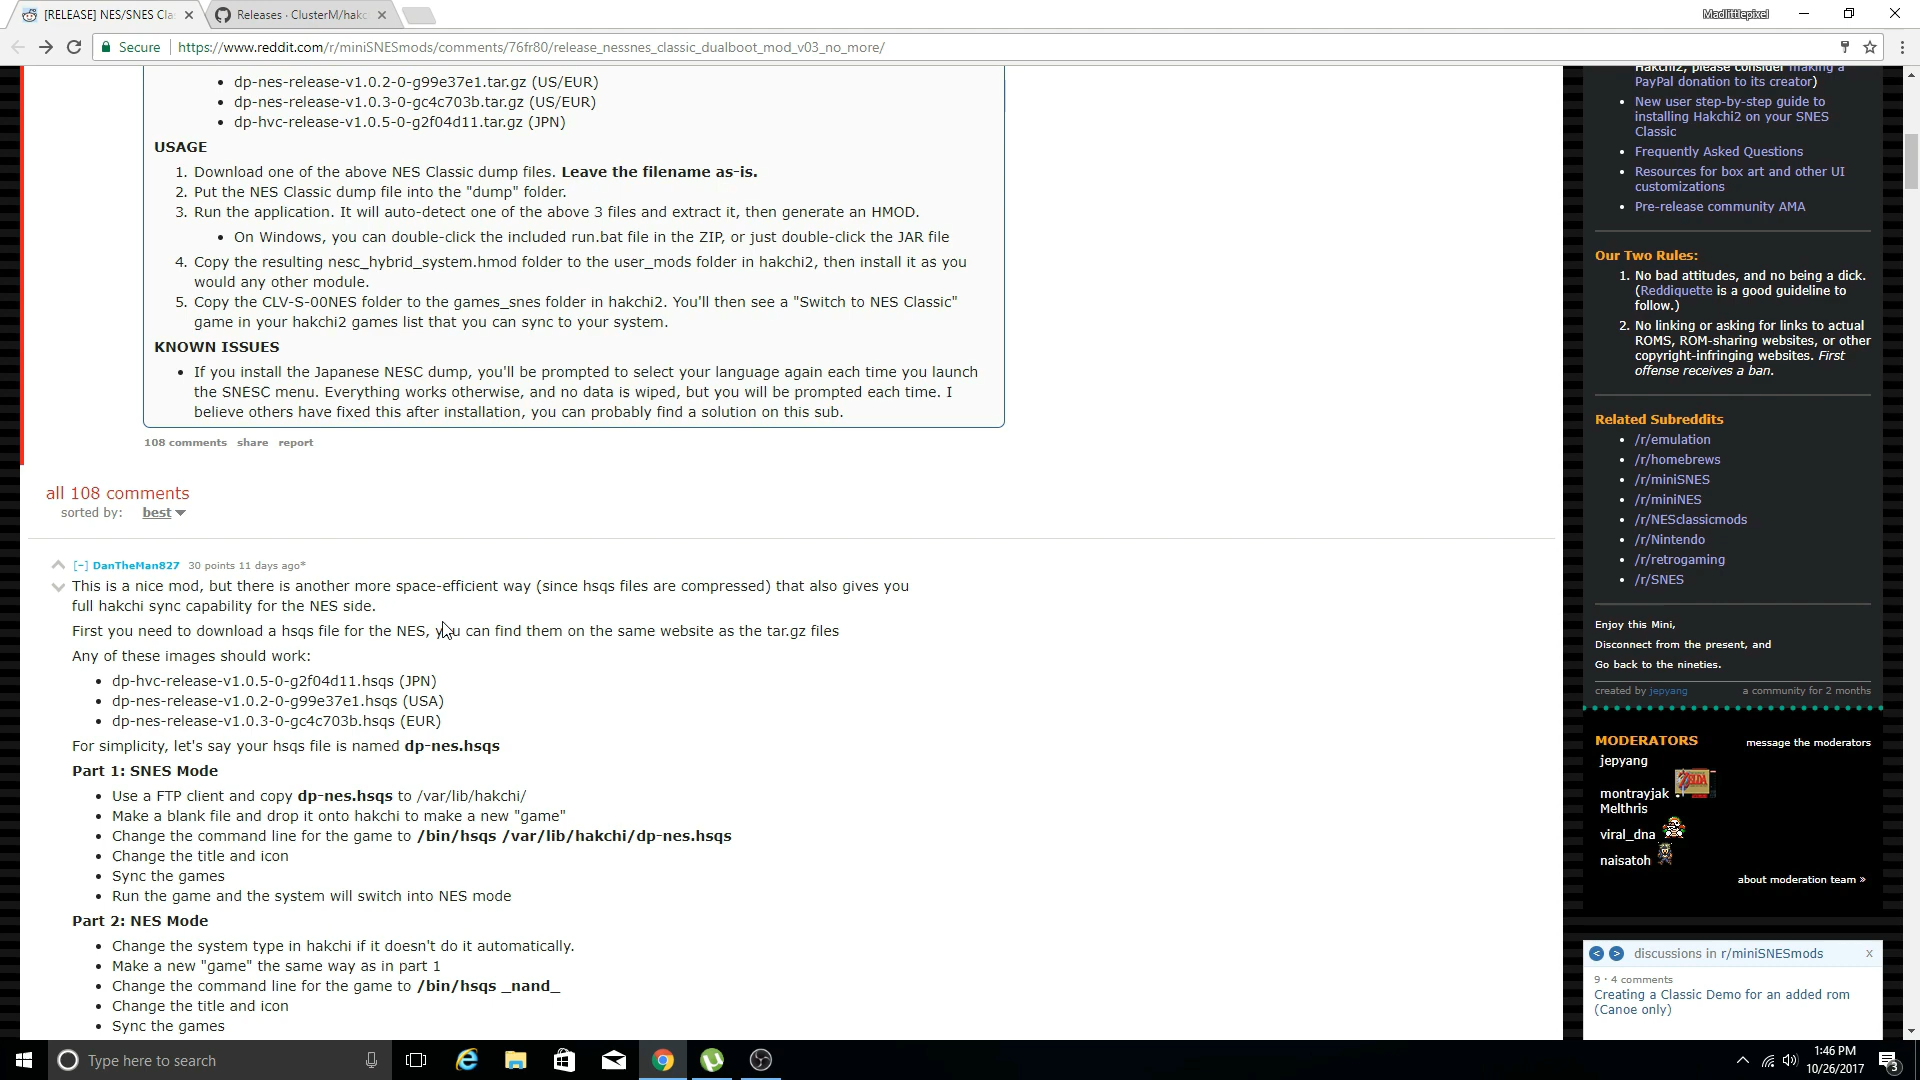 [RELEASE] NES/SNES Cla
Releases · ClusterM/hakc
Madlittlepixel
Secure
https://www.reddit.com/r/miniSNESmods/comments/76fr80/release_nessnes_classic_dualboot_mod_v03_no_more/
dp-nes-release-v1.0.2-0-g99e37e1.tar.gz (US/EUR)
dp-nes-release-v1.0.3-0-gc4c703b.tar.gz (US/EUR)
dp-hvc-release-v1.0.5-0-g2f04d11.tar.gz (JPN)
USAGE
1. Download one of the above NES Classic dump files. Leave the filename as-is.
2. Put the NES Classic dump file into the "dump" folder.
3. Run the application. It will auto-detect one of the above 3 files and extract it, then generate an HMOD.
On Windows, you can double-click the included run.bat file in the ZIP, or just double-click the JAR file
4. Copy the resulting nesc_hybrid_system.hmod folder to the user_mods folder in hakchi2, then install it as you
would any other module.
5. Copy the CLV-S-00NES folder to the games_snes folder in hakchi2. You'll then see a "Switch to NES Classic"
game in your hakchi2 games list that you can sync to your system.
KNOWN ISSUES
If you install the Japanese NESC dump, you'll be prompted to select your language again each time you launch
the SNESC menu. Everything works otherwise, and no data is wiped, but you will be prompted each time. I
believe others have fixed this after installation, you can probably find a solution on this sub.
108 comments share report
all 108 comments
sorted by: best
[-] DanTheMan827 30 points 11 days ago*
This is a nice mod, but there is another more space-efficient way (since hsqs files are compressed) that also gives you
full hakchi sync capability for the NES side.
First you need to download a hsqs file for the NES, you can find them on the same website as the tar.gz files
Any of these images should work:
dp-hvc-release-v1.0.5-0-g2f04d11.hsqs (JPN)
dp-nes-release-v1.0.2-0-g99e37e1.hsqs (USA)
dp-nes-release-v1.0.3-0-gc4c703b.hsqs (EUR)
For simplicity, let's say your hsqs file is named dp-nes.hsqs
Part 1: SNES Mode
Use a FTP client and copy dp-nes.hsqs to /var/lib/hakchi/
Make a blank file and drop it onto hakchi to make a new "game"
Change the command line for the game to /bin/hsqs /var/lib/hakchi/dp-nes.hsqs
Change the title and icon
Sync the games
Run the game and the system will switch into NES mode
Part 2: NES Mode
Change the system type in hakchi if it doesn't do it automatically.
Make a new "game" the same way as in part 1
Change the command line for the game to /bin/hsqs _nand_
Change the title and icon
Sync the games
Hakchi2, please consider making a
PayPal donation to its creator)
New user step-by-step guide to
installing Hakchi2 on your SNES
Classic
Frequently Asked Questions
Resources for box art and other UI
customizations
Pre-release community AMA
Our Two Rules:
1. No bad attitudes, and no being a dick.
(Reddiquette is a good guideline to
follow.)
2. No linking or asking for links to actual
ROMS, ROM-sharing websites, or other
copyright-infringing websites. First
offense receives a ban.
Related Subreddits
/r/emulation
/r/homebrews
/r/miniSNES
/r/miniNES
/r/NESclassicmods
/r/Nintendo
/r/retrogaming
/r/SNES
Enjoy this Mini,
Disconnect from the present, and
Go back to the nineties.
created by jepyang a community for 2 months
MODERATORS message the moderators
jepyang
montrayjak
Melthris
viral_dna
naisatoh
about moderation team »
< > discussions in r/miniSNESmods x
9 · 4 comments
Creating a Classic Demo for an added rom
(Canoe only)
Type here to search
1:46 PM
10/26/2017
3